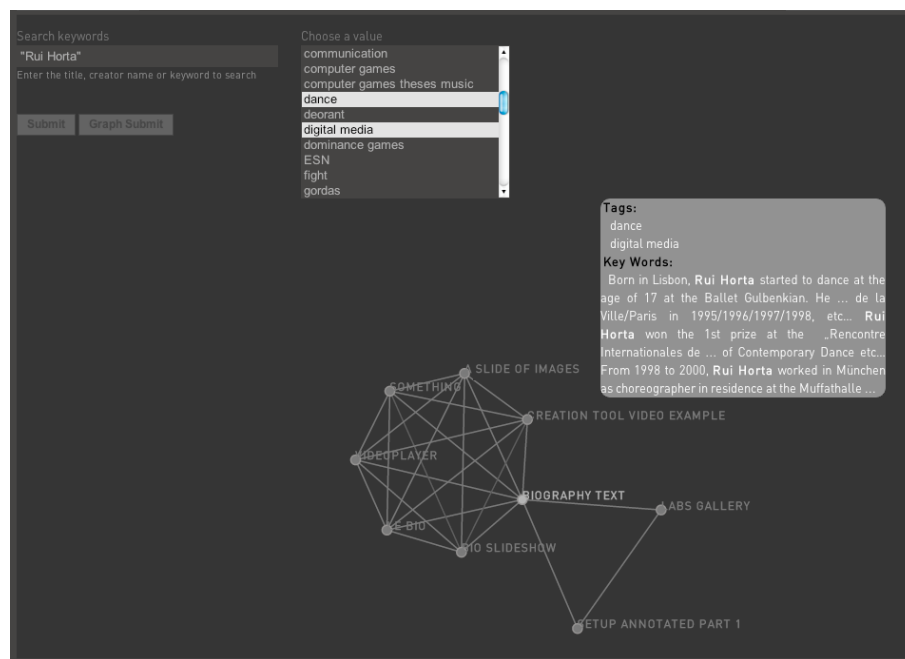 Search keywords
"Rui Horta"
Enter the title, creator name or keyword to search
Submit
Graph Submit
Choose a value
communication
computer games
computer games theses music
dance
deorant
digital media
dominance games
ESN
fight
gordas
Tags:
dance
digital media
Key Words:
Born in Lisbon, Rui Horta started to dance at the
age of 17 at the Ballet Gulbenkian. He ... de la
Ville/Paris in 1995/1996/1997/1998, etc... Rui
Horta won the 1st prize at the „Rencontre
Internationales de ... of Contemporary Dance etc...
From 1998 to 2000, Rui Horta worked in München
as choreographer in residence at the Muffathalle ...
A SLIDE OF IMAGES
SOMETHING
CREATION TOOL VIDEO EXAMPLE
VIDEOPLAYER
BIOGRAPHY TEXT
LABS GALLERY
BIO
BIO SLIDESHOW
SETUP ANNOTATED PART 1